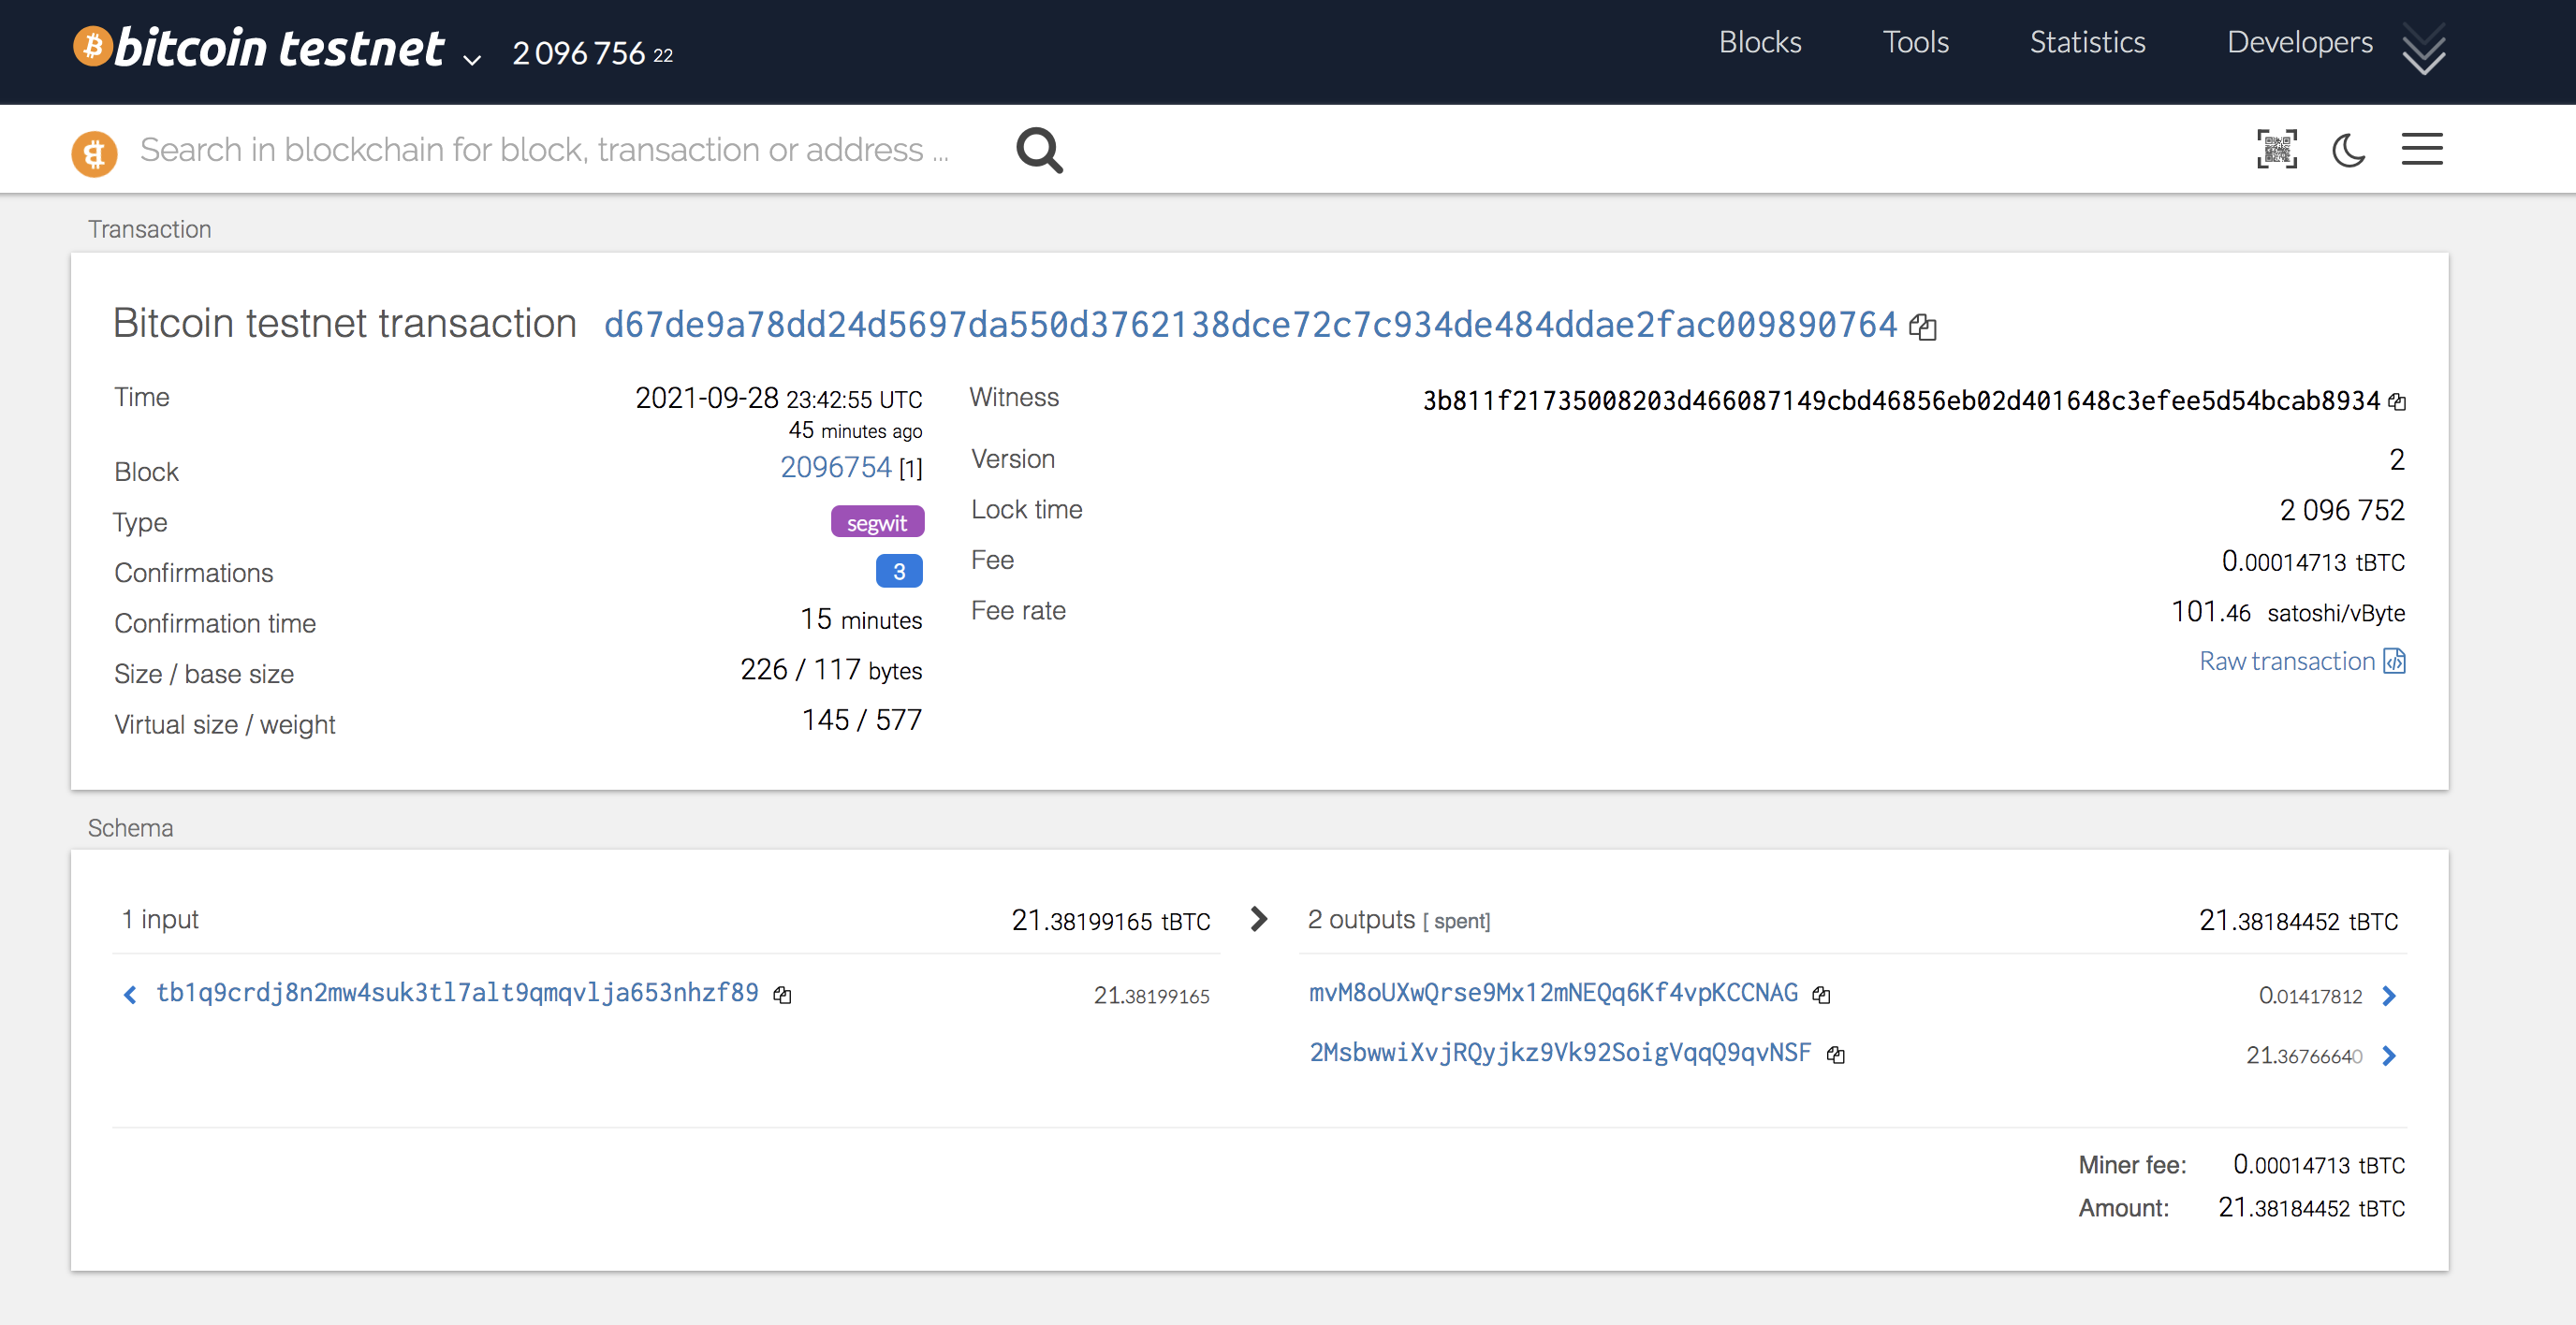 bitcoin testnet 2 096 756 22 Blocks Tools Statistics Developers
Search in blockchain for block, transaction or address ...
Transaction
Bitcoin testnet transaction d67de9a78dd24d5697da550d3762138dce72c7c934de484ddae2fac009890764
Time 2021-09-28 23:42:55 UTC Witness 3b811f21735008203d466087149cbd46856eb02d401648c3efee5d54bcab8934
45 minutes ago
Block 2096754 [1] Version 2
Type segwit Lock time 2 096 752
Confirmations 3 Fee 0.00014713 tBTC
Confirmation time 15 minutes Fee rate 101.46 satoshi/vByte
Size / base size 226 / 117 bytes Raw transaction
Virtual size / weight 145 / 577
Schema
1 input 21.38199165 tBTC 2 outputs [ spent] 21.38184452 tBTC
tb1q9crdj8n2mw4suk3tl7alt9qmqvlja653nhzf89 21.38199165 mvM8oUXwQrse9Mx12mNEQq6Kf4vpKCCNAG 0.01417812
2MsbwwiXvjRQyjkz9Vk92SoigVqqQ9qvNSF 21.36766640
Miner fee: 0.00014713 tBTC
Amount: 21.38184452 tBTC